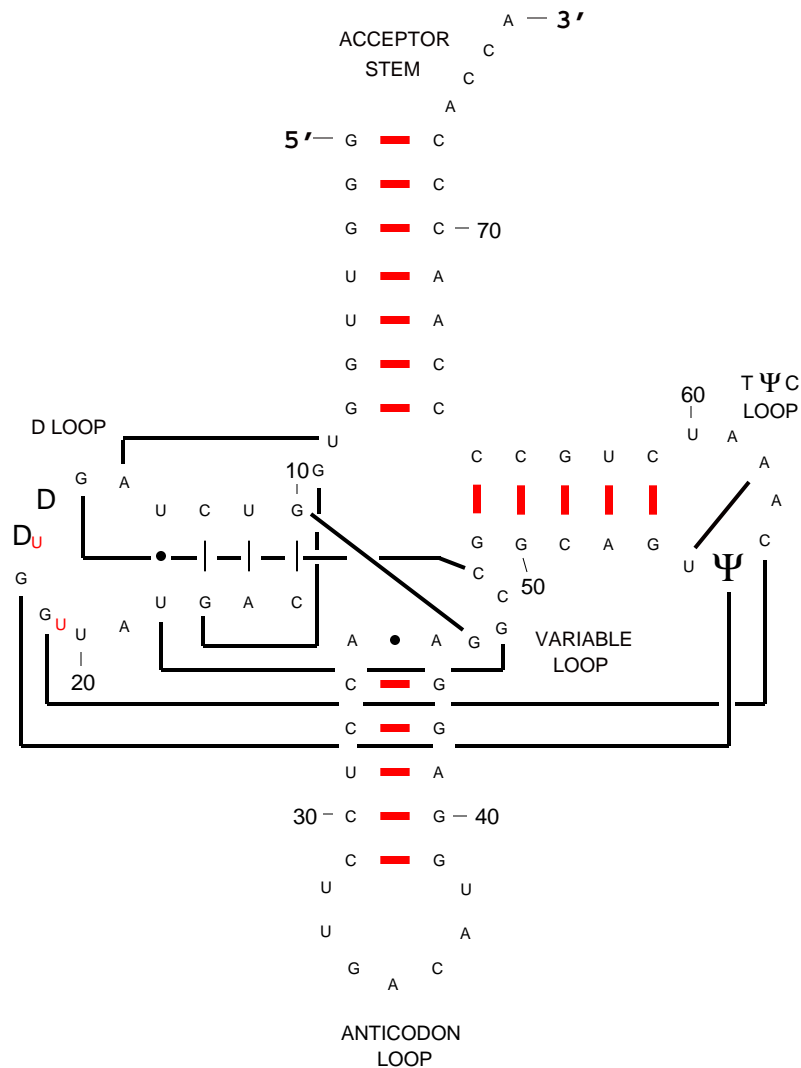 A 3′
ACCEPTOR
STEM
C
C
A
5′ G C
G C
G C 70
U A
U A
G C
G C
60
T Ψ C
LOOP
D LOOP
U
U A
C C G U C
A
10 G
G A
D
A
U C U G
D U
C
G G A C U Ψ
G
C
50
C
U G A C
G U U A
G
20
A A G
VARIABLE
LOOP
C G
C G
U A
30 C G 40
C G
U U
U A
G C
A
ANTICODON
LOOP